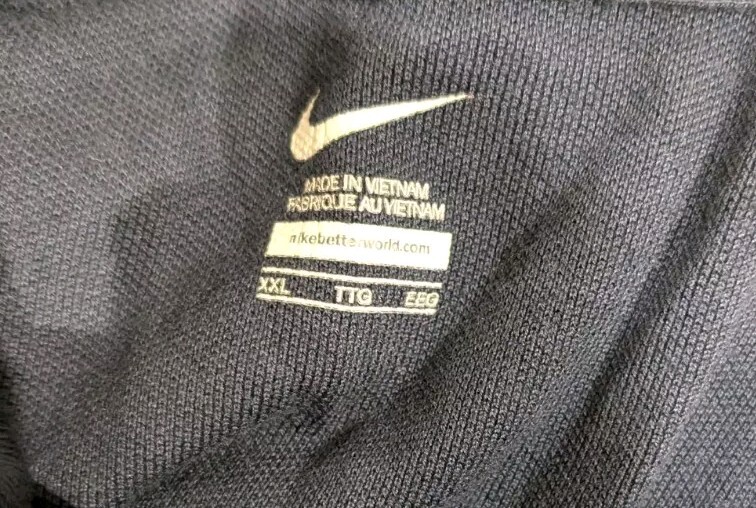 MADE IN VIETNAM
FABRIQUE AU VIETNAM
nikebetterworld.com
XXL TTG EEG